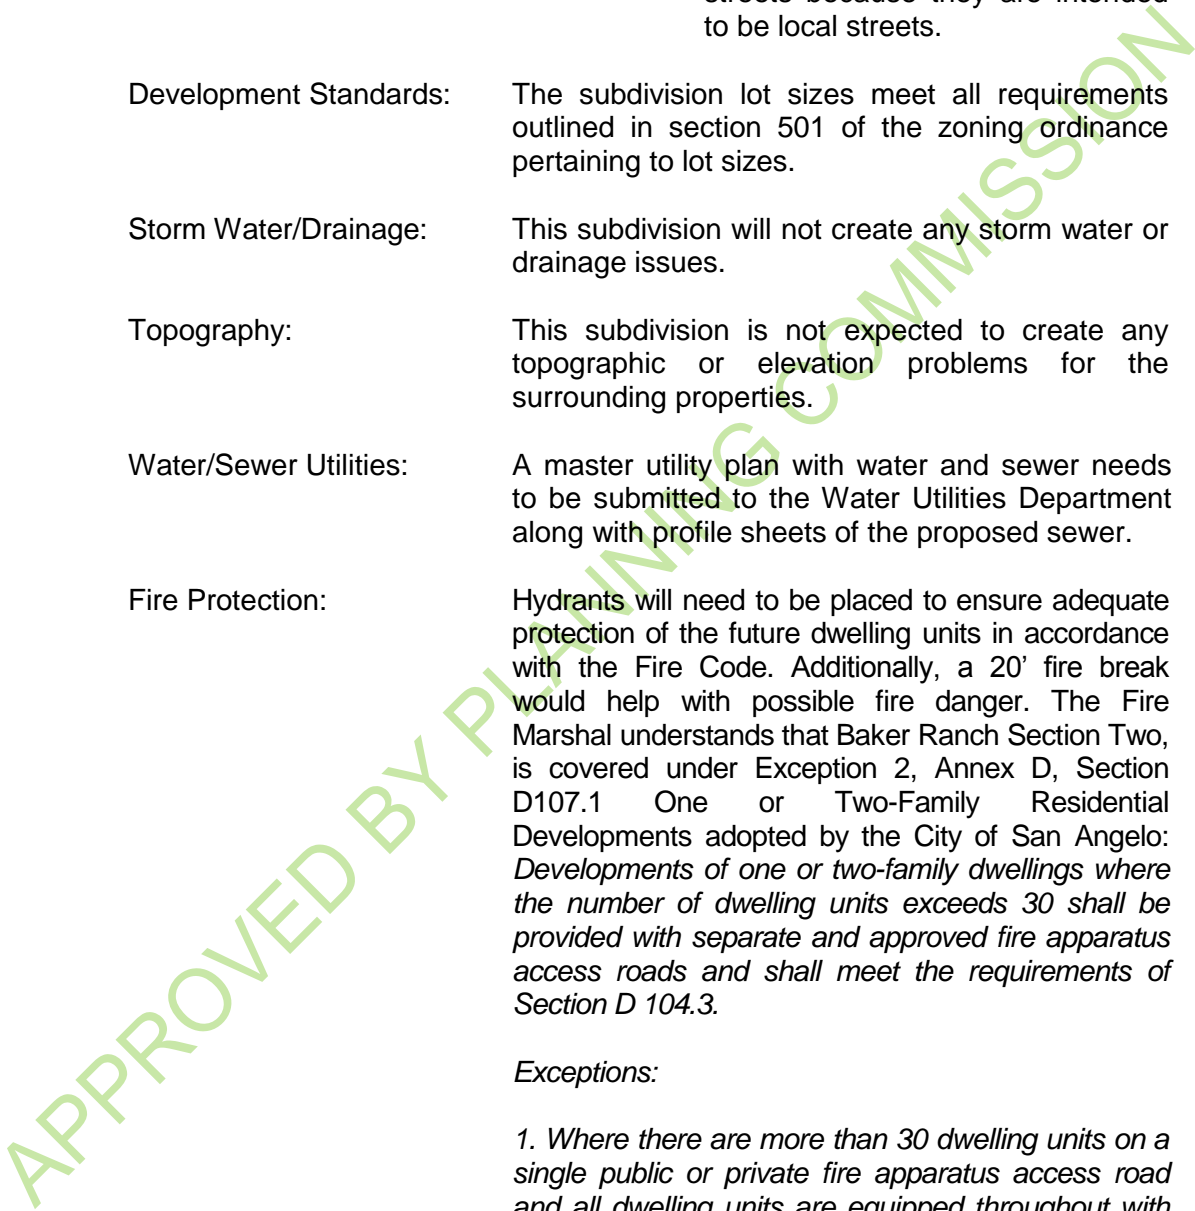 to be local streets.
Development Standards: The subdivision lot sizes meet all requirements
outlined in section 501 of the zoning ordinance
pertaining to lot sizes.
Storm Water/Drainage: This subdivision will not create any storm water or
drainage issues.
Topography: This subdivision is not expected to create any
topographic or elevation problems for the
surrounding properties.
Water/Sewer Utilities: A master utility plan with water and sewer needs
to be submitted to the Water Utilities Department
along with profile sheets of the proposed sewer.
Fire Protection: Hydrants will need to be placed to ensure adequate
protection of the future dwelling units in accordance
with the Fire Code. Additionally, a 20’ fire break
would help with possible fire danger. The Fire
Marshal understands that Baker Ranch Section Two,
is covered under Exception 2, Annex D, Section
D107.1 One or Two-Family Residential
Developments adopted by the City of San Angelo:
Developments of one or two-family dwellings where
the number of dwelling units exceeds 30 shall be
provided with separate and approved fire apparatus
access roads and shall meet the requirements of
Section D 104.3.
Exceptions:
1. Where there are more than 30 dwelling units on a
single public or private fire apparatus access road
and all dwelling units are equipped throughout with
APPROVED BY PLANNING COMMISSION